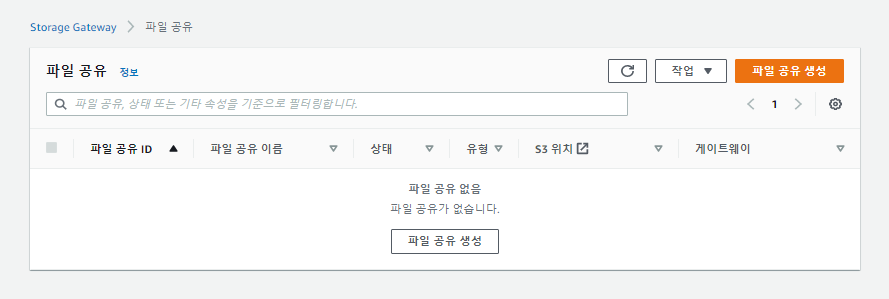 Storage Gateway > 파일 공유
파일 공유 정보 작업 파일 공유 생성
파일 공유, 상태 또는 기타 속성을 기준으로 필터링합니다. 1
파일 공유 ID 파일 공유 이름 상태 유형 S3 위치 게이트웨이
파일 공유 없음
파일 공유가 없습니다.
파일 공유 생성